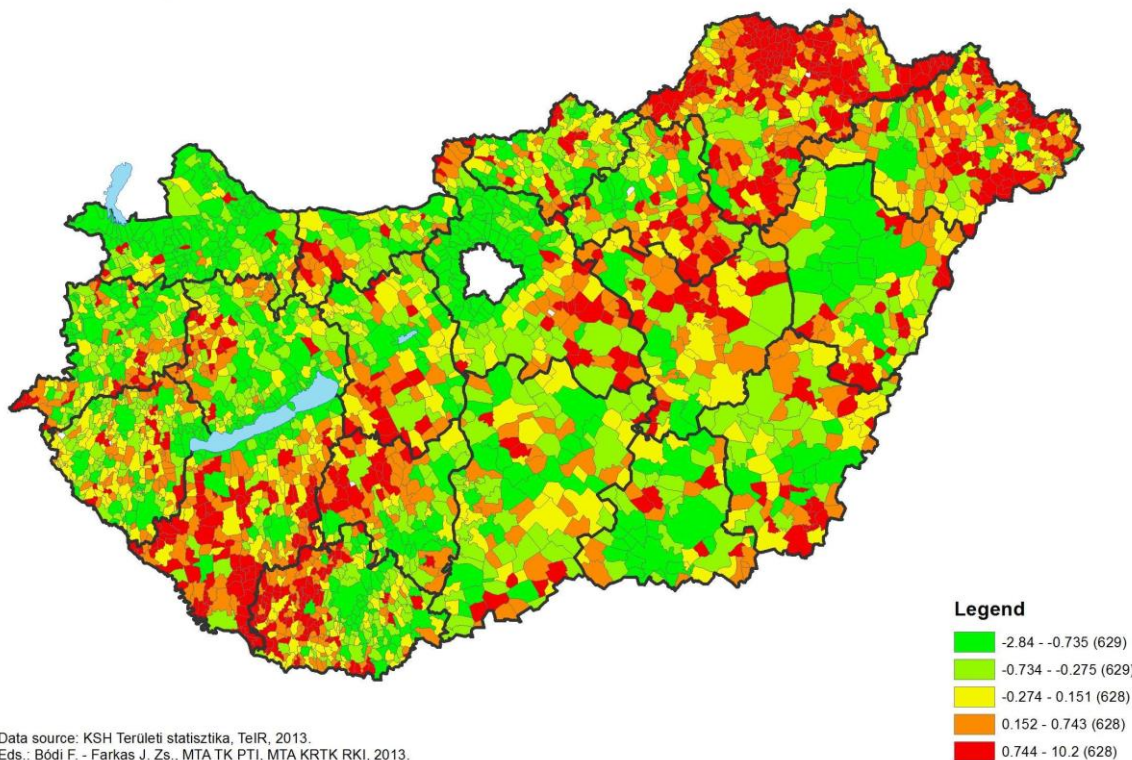 Legend
-2.84 - -0.735 (629)
-0.734 - -0.275 (629)
-0.274 - 0.151 (628)
0.152 - 0.743 (628)
0.744 - 10.2 (628)
Data source: KSH Területi statisztika, TeIR, 2013.
Eds.: Bódi F. - Farkas J. Zs., MTA TK PTI, MTA KRTK RKI, 2013.